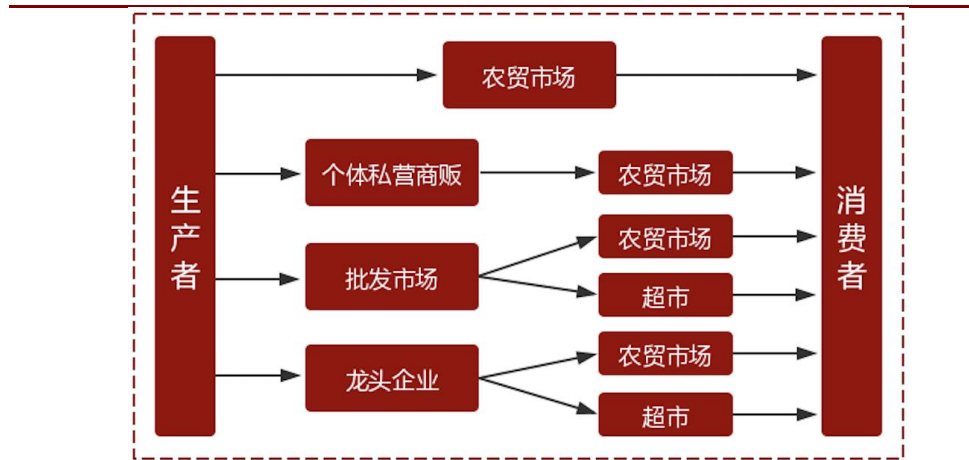 生产者
农贸市场
个体私营商贩
农贸市场
批发市场
农贸市场
超市
龙头企业
农贸市场
超市
消费者